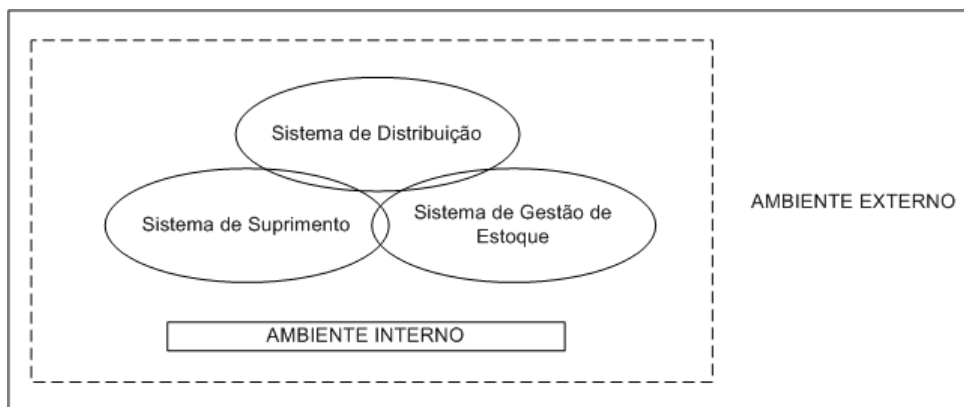 Sistema de Distribuição
Sistema de Suprimento
Sistema de Gestão de
Estoque
AMBIENTE EXTERNO
AMBIENTE INTERNO